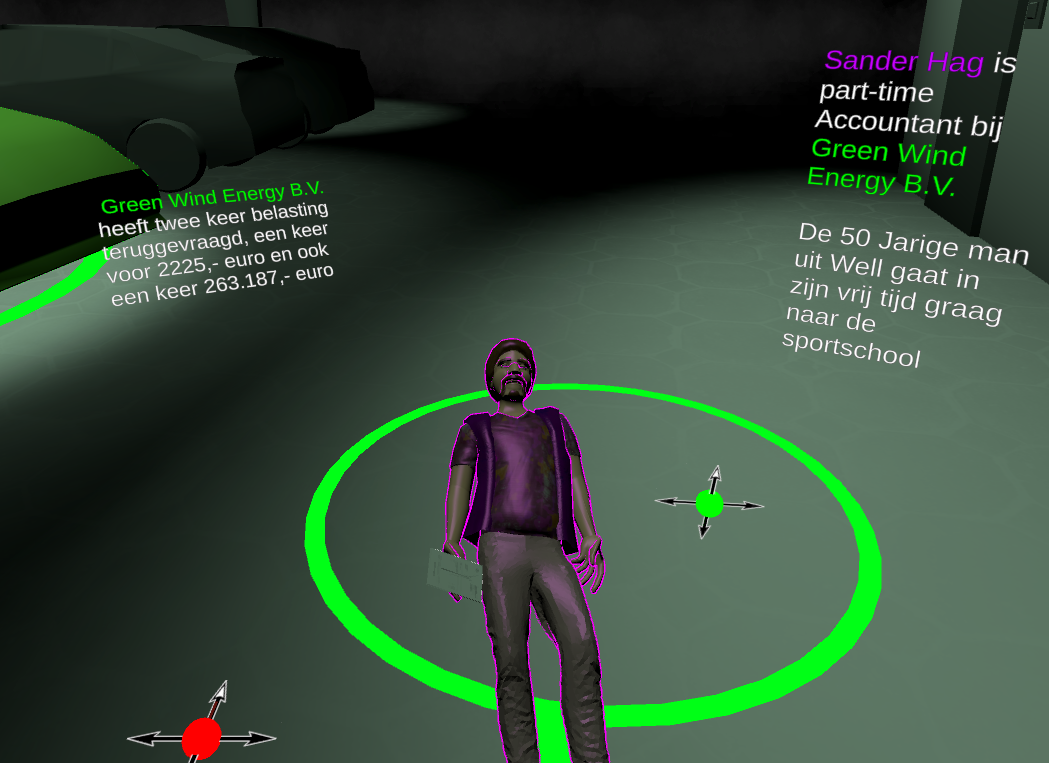 Sander Hag is
part-time
Accountant bij
Green Wind
Energy B.V.
De 50 Jarige man
uit Well gaat in
zijn vrij tijd graag
naar de
sportschool
Green Wind Energy B.V.
heeft twee keer belasting
teruggevraagd, een keer
voor 2225,- euro en ook
een keer 263.187,- euro